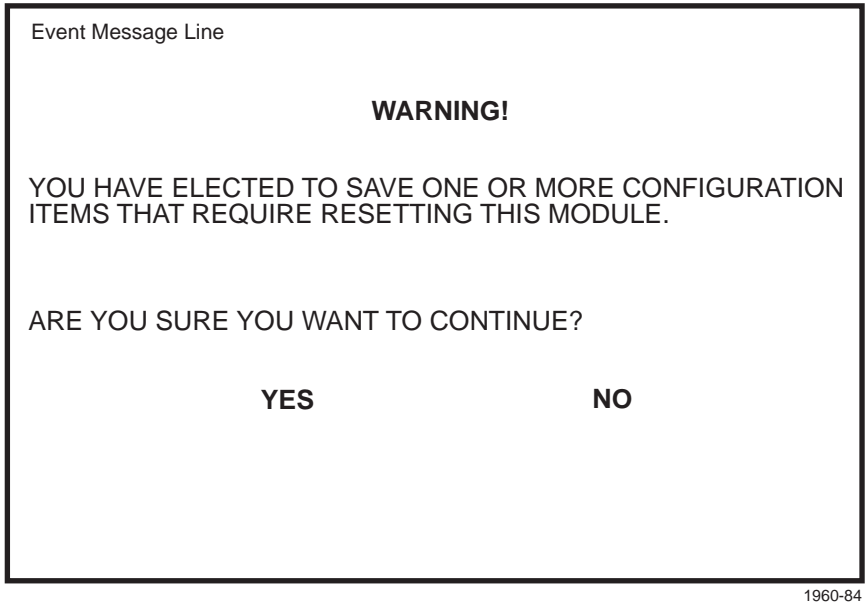 Event Message Line
WARNING!
YOU HAVE ELECTED TO SAVE ONE OR MORE CONFIGURATION
ITEMS THAT REQUIRE RESETTING THIS MODULE.
ARE YOU SURE YOU WANT TO CONTINUE?
YES NO
1960-84